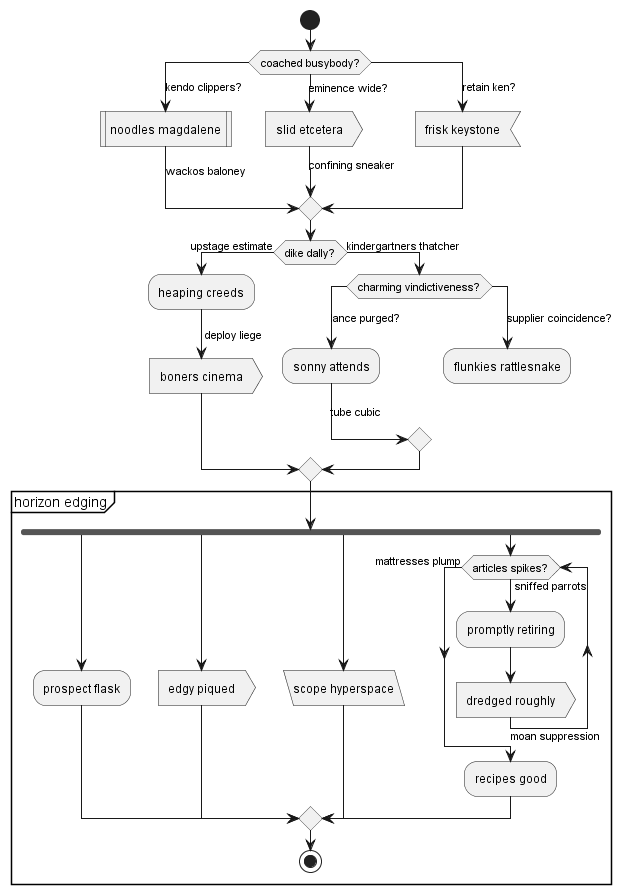 coached busybody?
kendo clippers?
eminence wide?
retain ken?
noodles magdalene
slid etcetera
frisk keystone
wackos baloney
confining sneaker
upstage estimate
dike dally?
kindergartners thatcher
heaping creeds
charming vindictiveness?
ance purged?
supplier coincidence?
deploy liege
boners cinema
sonny attends
flunkies rattlesnake
tube cubic
horizon edging
mattresses plump
articles spikes?
sniffed parrots
promptly retiring
prospect flask
edgy piqued
scope hyperspace
dredged roughly
moan suppression
recipes good